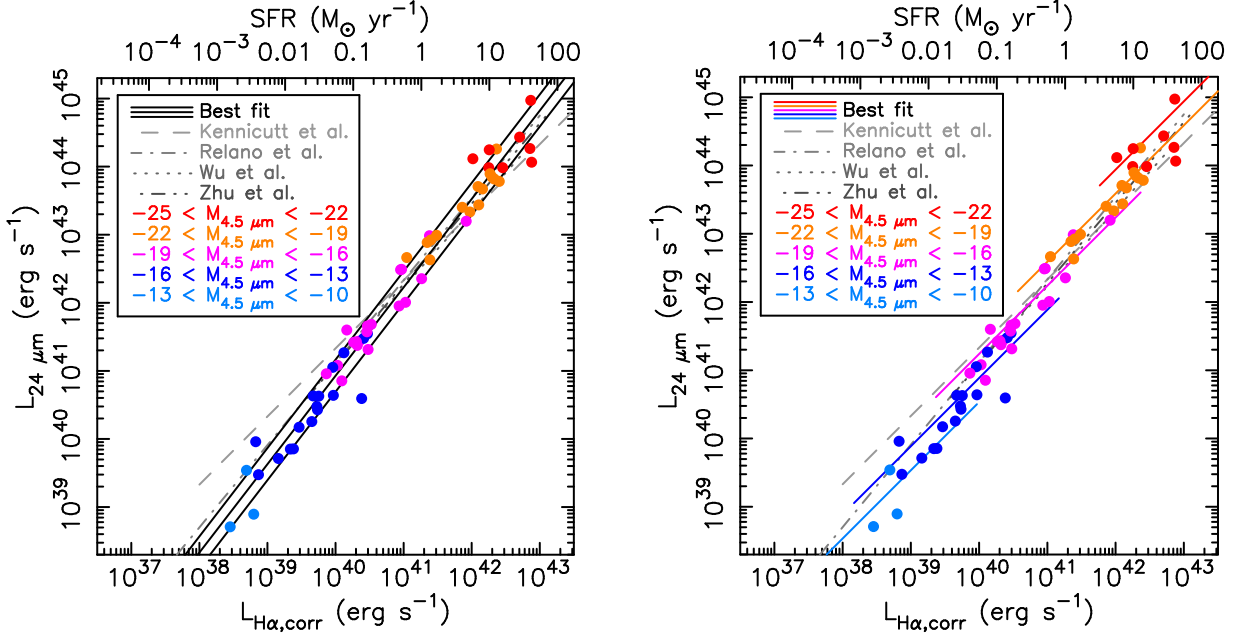 SFR (M⊙ yr⁻¹)
10⁻⁴ 10⁻³ 0.01 0.1 1 10 100
10⁴⁵
10⁴⁴
10⁴³
10⁴²
10⁴¹
10⁴⁰
10³⁹
L₂₄ μm (erg s⁻¹)
Best fit
Kennicutt et al.
Relano et al.
Wu et al.
Zhu et al.
−25 < M₄.₅ μm < −22
−22 < M₄.₅ μm < −19
−19 < M₄.₅ μm < −16
−16 < M₄.₅ μm < −13
−13 < M₄.₅ μm < −10
10³⁷ 10³⁸ 10³⁹ 10⁴⁰ 10⁴¹ 10⁴² 10⁴³
L_Hα,corr (erg s⁻¹)
SFR (M⊙ yr⁻¹)
10⁻⁴ 10⁻³ 0.01 0.1 1 10 100
10⁴⁵
10⁴⁴
10⁴³
10⁴²
10⁴¹
10⁴⁰
10³⁹
L₂₄ μm (erg s⁻¹)
Best fit
Kennicutt et al.
Relano et al.
Wu et al.
Zhu et al.
−25 < M₄.₅ μm < −22
−22 < M₄.₅ μm < −19
−19 < M₄.₅ μm < −16
−16 < M₄.₅ μm < −13
−13 < M₄.₅ μm < −10
10³⁷ 10³⁸ 10³⁹ 10⁴⁰ 10⁴¹ 10⁴² 10⁴³
L_Hα,corr (erg s⁻¹)